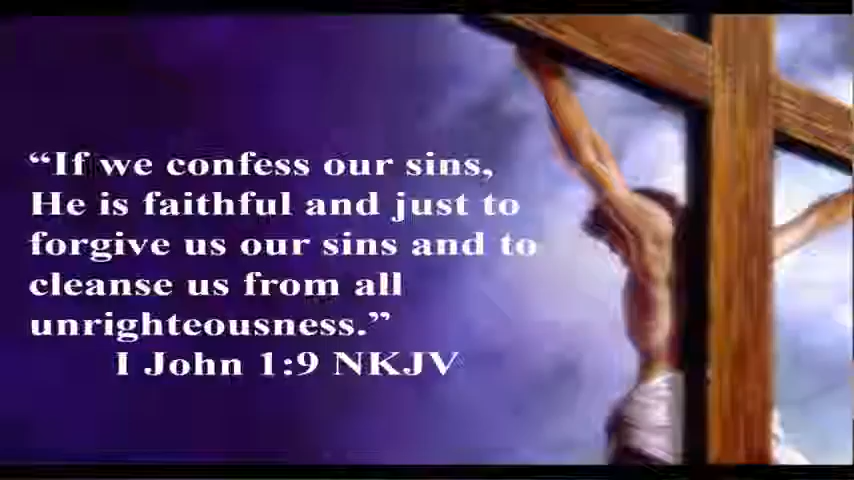 “If we confess our sins,
He is faithful and just to
forgive us our sins and to
cleanse us from all
unrighteousness.”
I John 1:9 NKJV